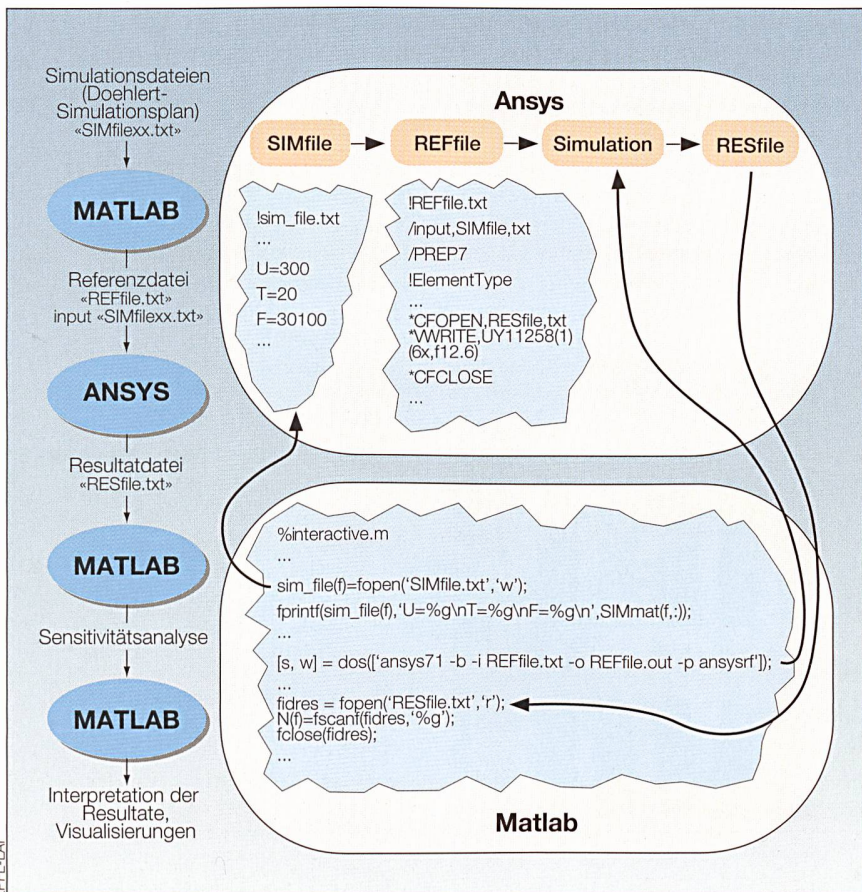 Simulationsdateien
(Doehlert-
Simulationsplan)
«SIMfilexx.txt»
MATLAB
Referenzdatei
«REFfile.txt»
input «SIMfilexx.txt»
ANSYS
Resultatdatei
«RESfile.txt»
MATLAB
Sensitivitätsanalyse
MATLAB
Interpretation der
Resultate,
Visualisierungen
Ansys
SIMfile
REFfile
Simulation
RESfile
!sim_file.txt
...
U=300
T=20
F=30100
...
!REFfile.txt
/input,SIMfile,txt
/PREP7
!ElementType
...
*CFOPEN,RESfile,txt
*VWRITE,UY11258(1)
(6x,f12.6)
*CFCLOSE
...
%interactive.m
...
sim_file(f)=fopen('SIMfile.txt','w');
fprintf(sim_file(f),'U=%g\nT=%g\nF=%g\n',SIMmat(f,:));
...
[s, w] = dos(['ansys71 -b -i REFfile.txt -o REFfile.out -p ansysrf']);
...
fidres = fopen('RESfile.txt','r');
N(f)=fscanf(fidres,'%g');
fclose(fidres);
...
Matlab